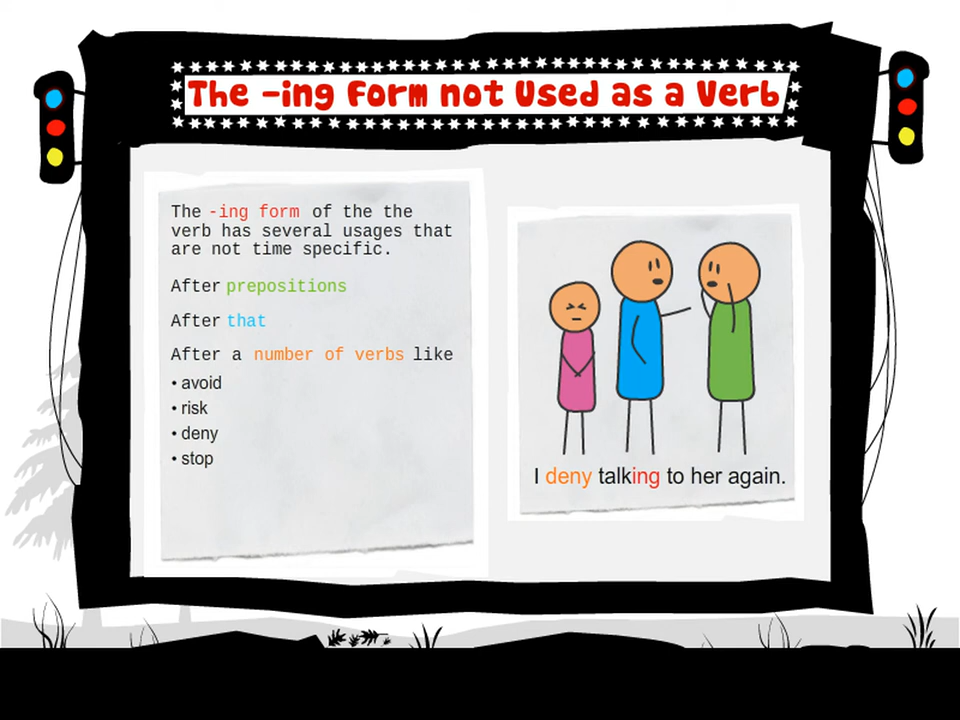 The -ing Form not Used as a Verb
The -ing form of the the
verb has several usages that
are not time specific.
After prepositions
After that
After a number of verbs like
• avoid
• risk
• deny
• stop
I deny talking to her again.